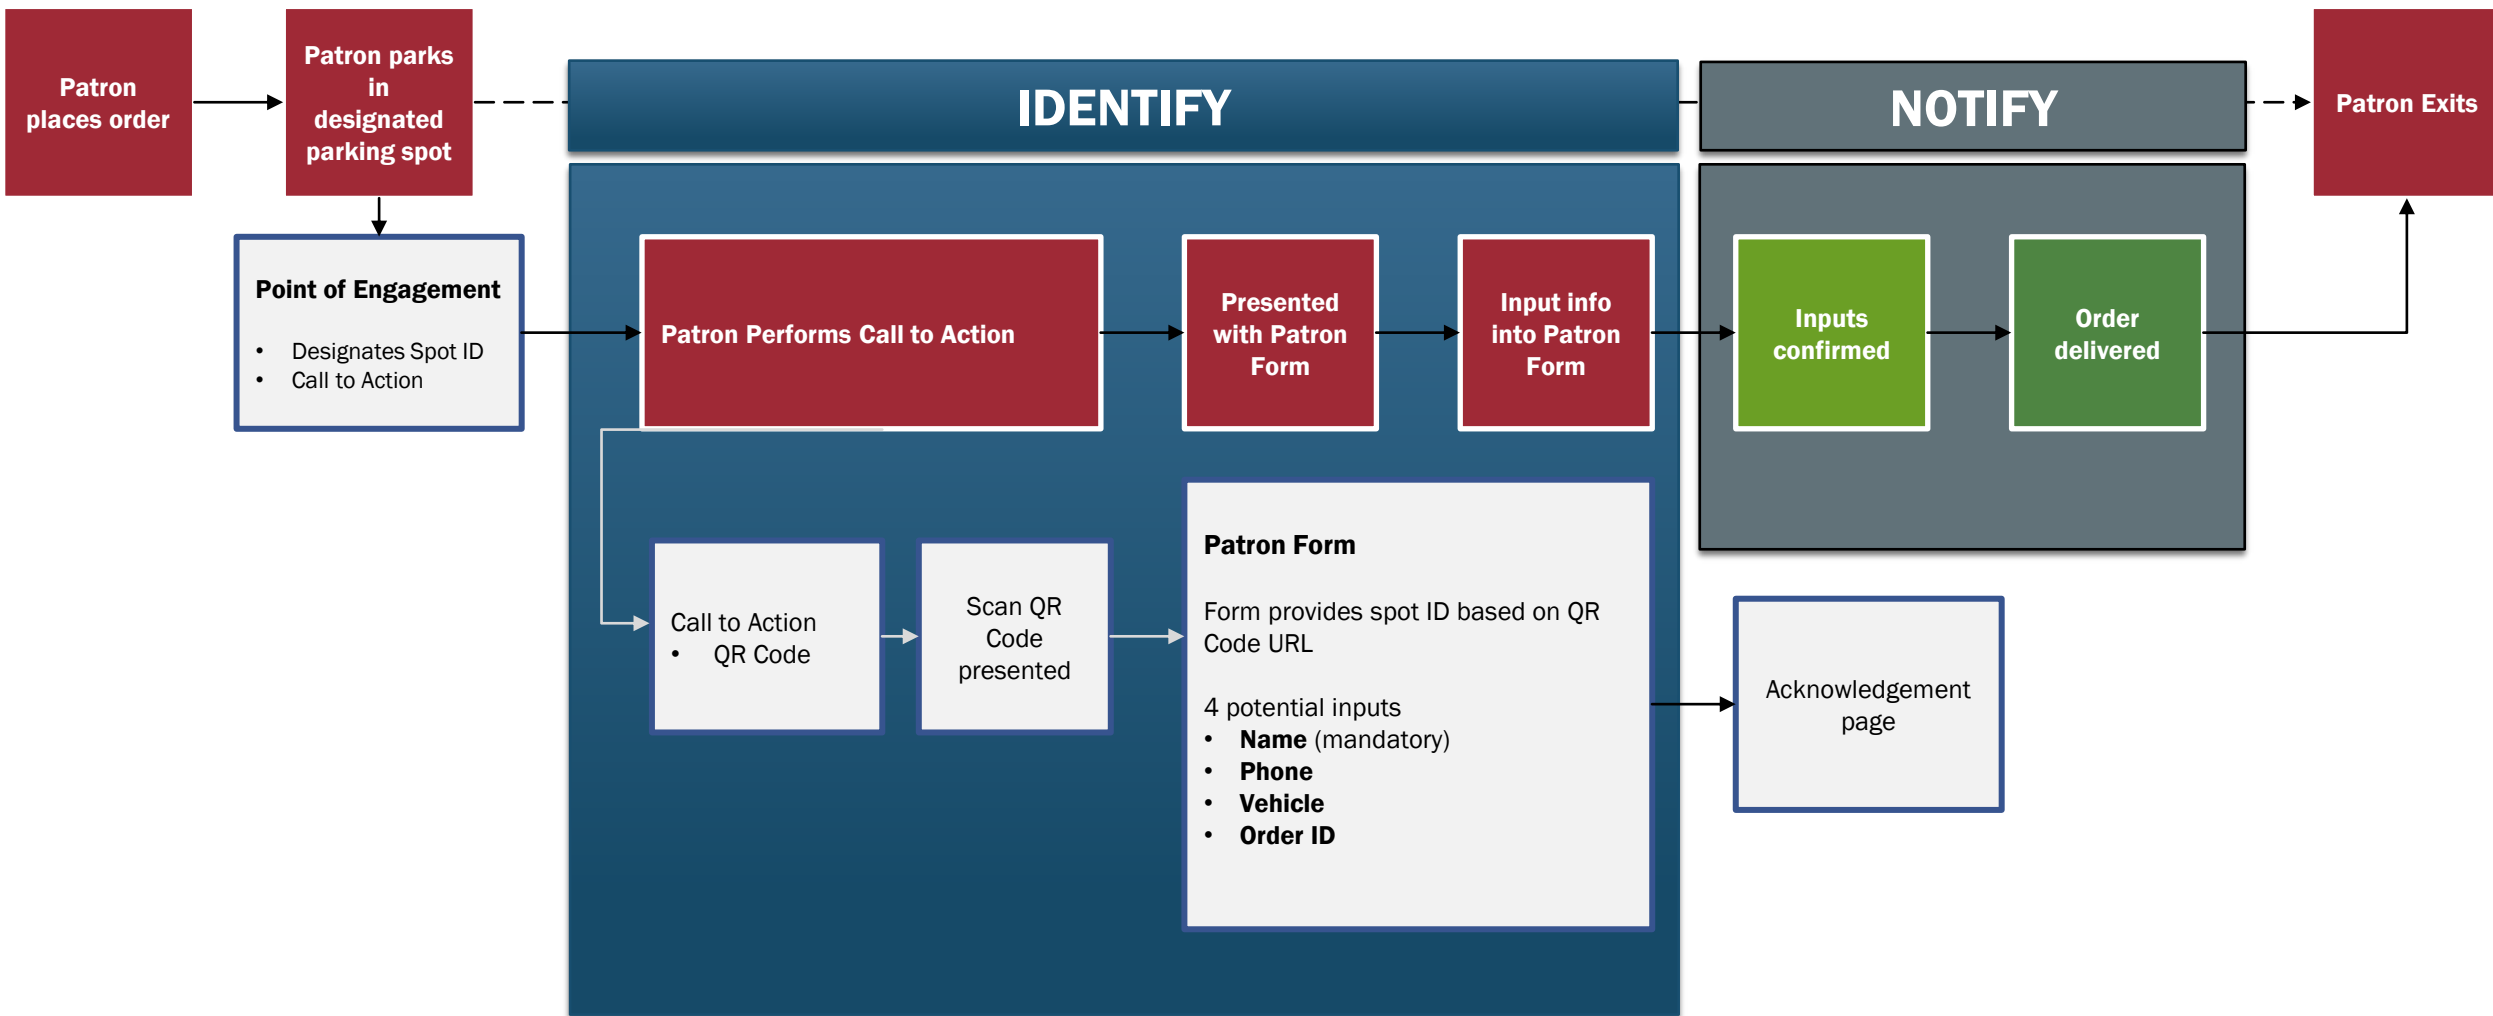 Patron
places order
Patron parks
in
designated
parking spot
IDENTIFY
NOTIFY
Patron Exits
Point of Engagement
• Designates Spot ID
• Call to Action
Patron Performs Call to Action
Presented
with Patron
Form
Input info
into Patron
Form
Inputs
confirmed
Order
delivered
Call to Action
• QR Code
Scan QR
Code
presented
Patron Form
Form provides spot ID based on QR
Code URL
4 potential inputs
• Name (mandatory)
• Phone
• Vehicle
• Order ID
Acknowledgement
page